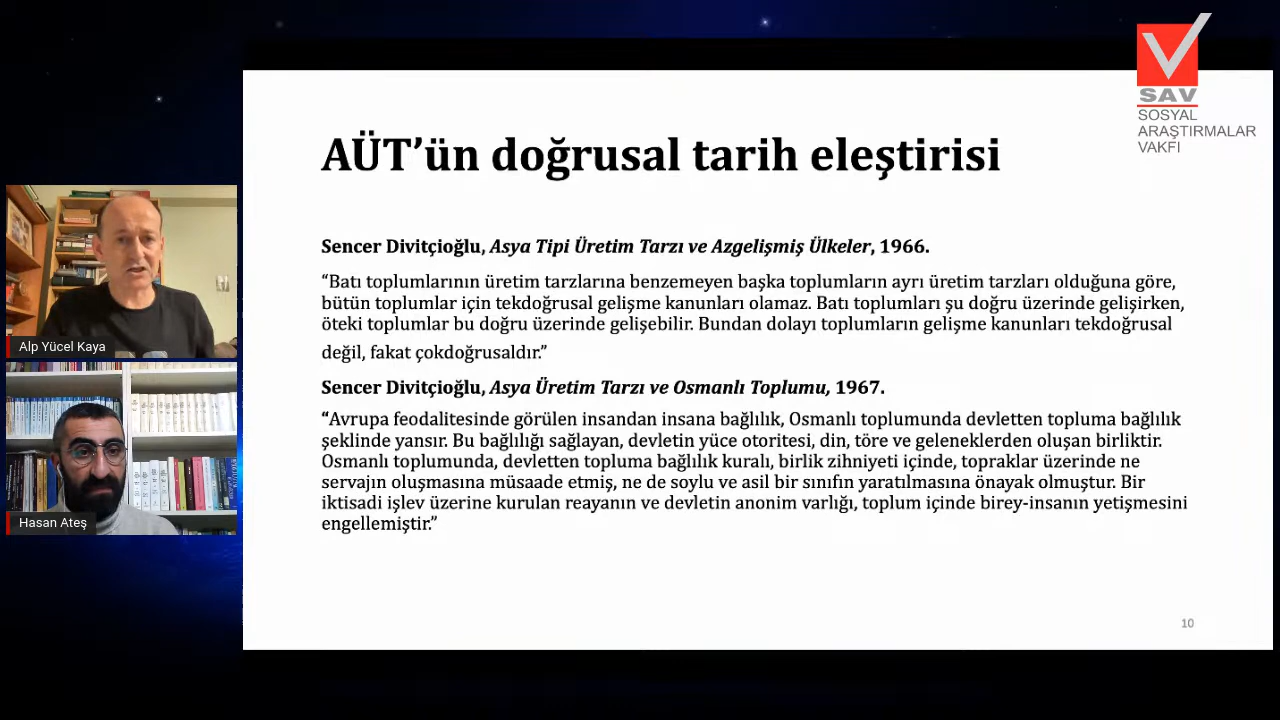 SAV
SOSYAL
ARAŞTIRMALAR
VAKFI
AÜT’ün doğrusal tarih eleştirisi
Sencer Divitçioğlu, Asya Tipi Üretim Tarzı ve Azgelişmiş Ülkeler, 1966.
“Batı toplumlarının üretim tarzlarına benzemeyen başka toplumların ayrı üretim tarzları olduğuna göre,
bütün toplumlar için tekdoğrusal gelişme kanunları olamaz. Batı toplumları şu doğru üzerinde gelişirken,
öteki toplumlar bu doğru üzerinde gelişebilir. Bundan dolayı toplumların gelişme kanunları tekdoğrusal
değil, fakat çokdoğrusaldır.”
Sencer Divitçioğlu, Asya Üretim Tarzı ve Osmanlı Toplumu, 1967.
“Avrupa feodalitesinde görülen insandan insana bağlılık, Osmanlı toplumunda devletten topluma bağlılık
şeklinde yansır. Bu bağlılığı sağlayan, devletin yüce otoritesi, din, töre ve geleneklerden oluşan birliktir.
Osmanlı toplumunda, devletten topluma bağlılık kuralı, birlik zihniyeti içinde, topraklar üzerinde ne
servajın oluşmasına müsaade etmiş, ne de soylu ve asil bir sınıfın yaratılmasına önayak olmuştur. Bir
iktisadi işlev üzerine kurulan reayanın ve devletin anonim varlığı, toplum içinde birey-insanın yetişmesini
engellemiştir.”
10
Alp Yücel Kaya
Hasan Ateş